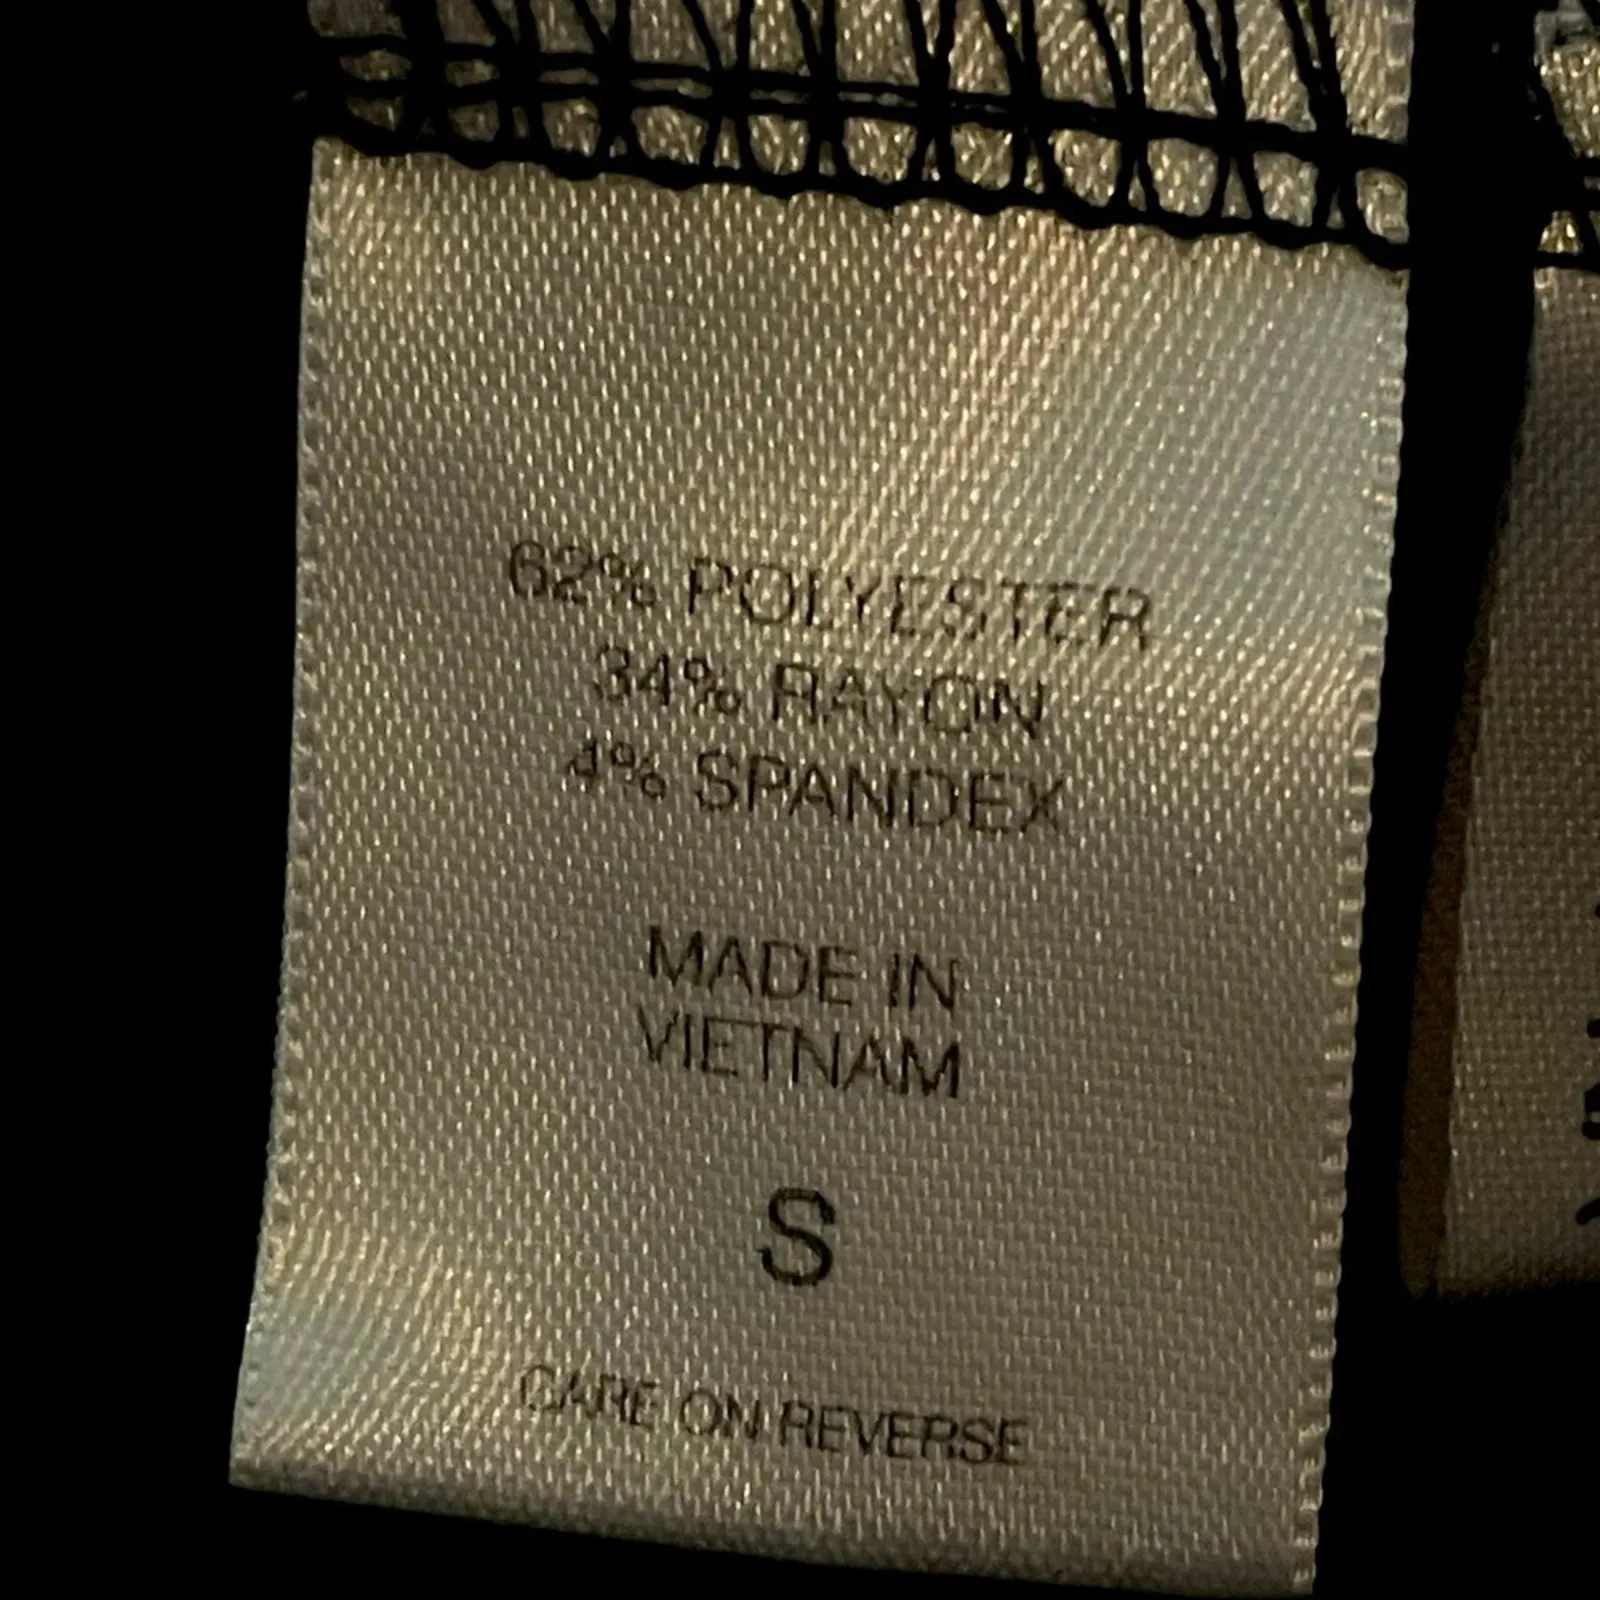 62% POLYESTER
34% RAYON
4% SPANDEX
MADE IN
VIETNAM
S
CARE ON REVERSE